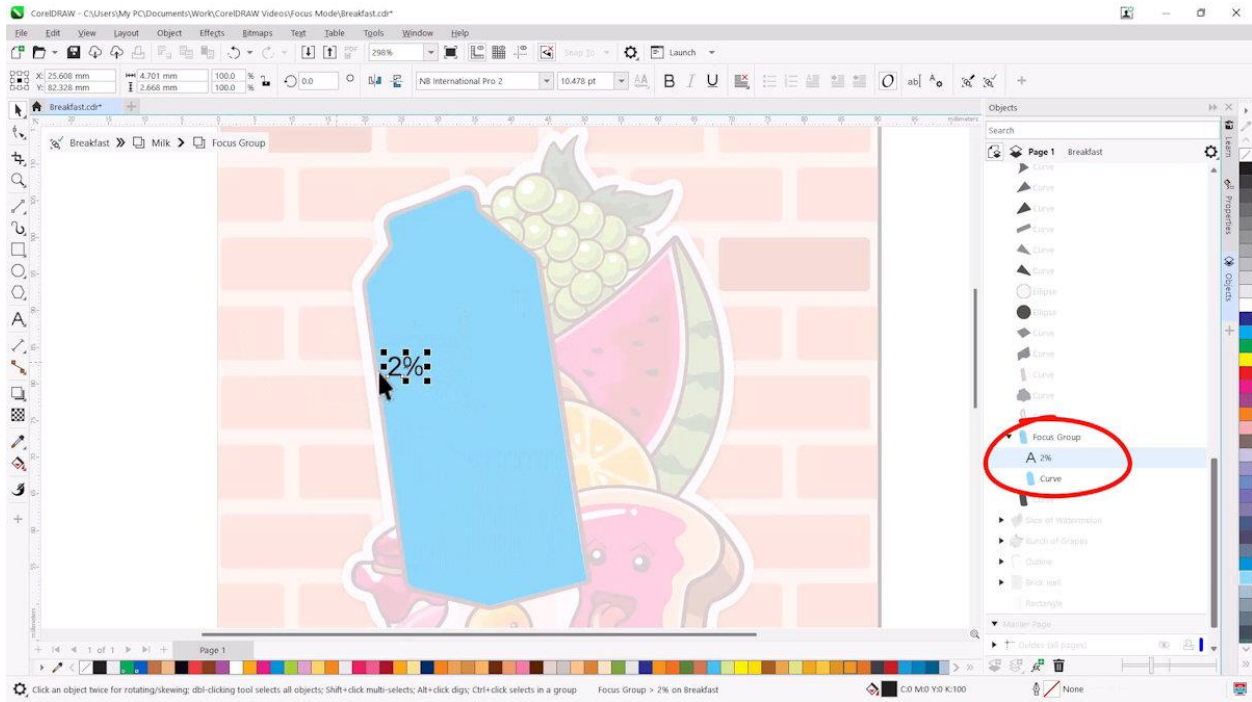 CorelDRAW - C:\Users\My PC\Documents\Work\CorelDRAW Videos\Focus Mode\Breakfast.cdr*
File Edit View Layout Object Effects Bitmaps Text Table Tools Window Help
PDF 298% Snap To Launch
X: 25.608 mm 4.701 mm 100.0 % 0.0 NB International Pro 2 10.478 pt B I U O ab|
Y: 82.328 mm 2.668 mm 100.0 %
Breakfast.cdr*
millimeters
Breakfast Milk Focus Group
2%
Objects
Search
Page 1 Breakfast
Curve
Curve
Curve
Curve
Curve
Curve
Ellipse
Ellipse
Curve
Curve
Curve
Curve
Focus Group
A 2%
Curve
Slice of Watermelon
Bunch of Grapes
Outline
Brick wall
Rectangle
Master Page
Guides (all pages)
Learn
Properties
Objects
millimeters
1 of 1 Page 1
Click an object twice for rotating/skewing; dbl-clicking tool selects all objects; Shift+click multi-selects; Alt+click digs; Ctrl+click selects in a group Focus Group > 2% on Breakfast C:0 M:0 Y:0 K:100 None